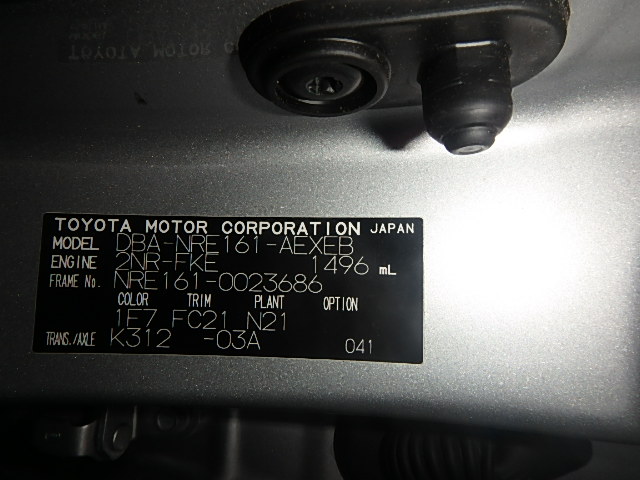 TOYOTA MOTOR CORPORATION JAPAN
MODEL DBA-NRE161-AEXEB
ENGINE 2NR-FKE 1496 mL
FRAME No. NRE161-0023686
COLOR TRIM PLANT OPTION
1F7 FC21 N21
TRANS./AXLE K312 -03A 041